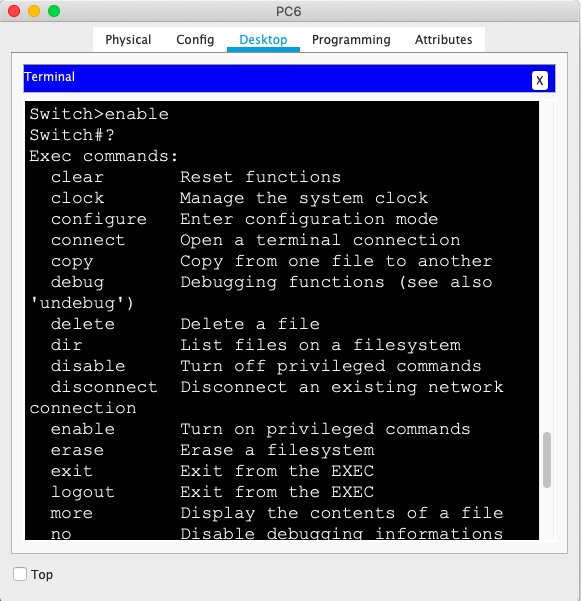 PC6
Physical Config Desktop Programming Attributes
Terminal
X
Switch>enable
Switch#?
Exec commands:
  clear       Reset functions
  clock       Manage the system clock
  configure   Enter configuration mode
  connect     Open a terminal connection
  copy        Copy from one file to another
  debug       Debugging functions (see also
'undebug')
  delete      Delete a file
  dir         List files on a filesystem
  disable     Turn off privileged commands
  disconnect  Disconnect an existing network
connection
  enable      Turn on privileged commands
  erase       Erase a filesystem
  exit        Exit from the EXEC
  logout      Exit from the EXEC
  more        Display the contents of a file
  no          Disable debugging informations
Top